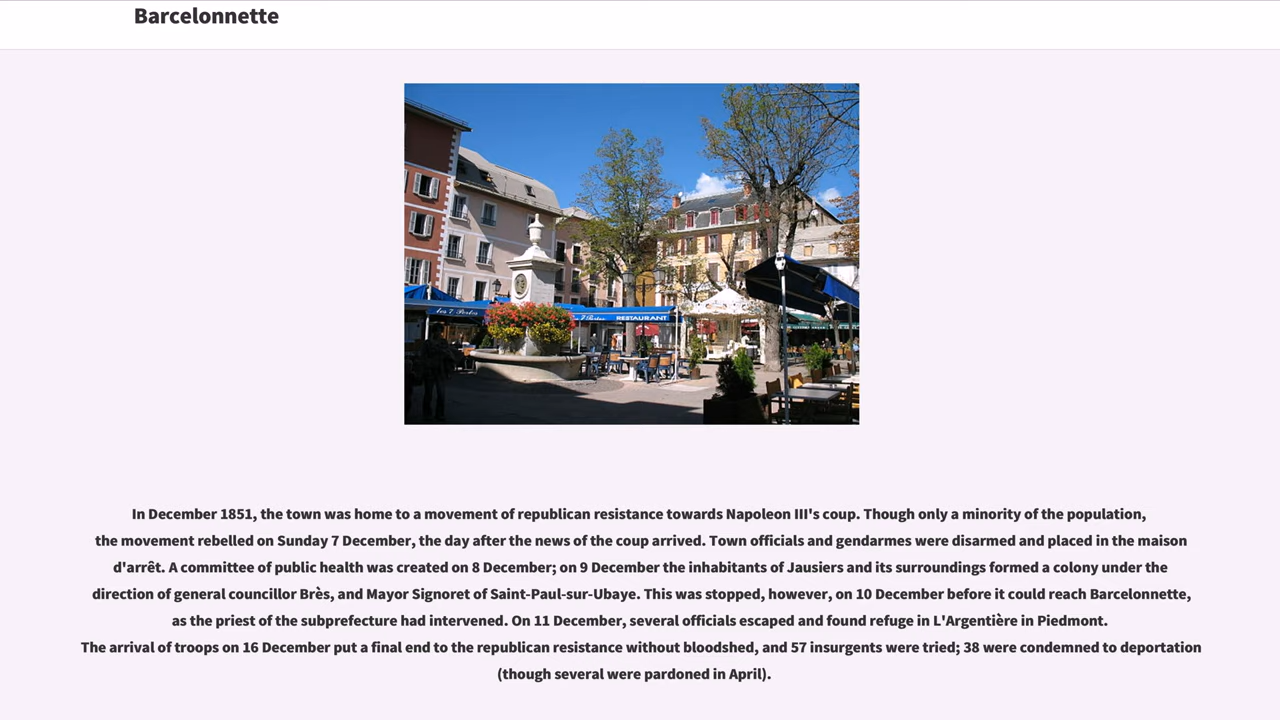 Barcelonnette
Les 7 Portes
7 Portes RESTAURANT
In December 1851, the town was home to a movement of republican resistance towards Napoleon III's coup. Though only a minority of the population,
the movement rebelled on Sunday 7 December, the day after the news of the coup arrived. Town officials and gendarmes were disarmed and placed in the maison
d'arrêt. A committee of public health was created on 8 December; on 9 December the inhabitants of Jausiers and its surroundings formed a colony under the
direction of general councillor Brès, and Mayor Signoret of Saint-Paul-sur-Ubaye. This was stopped, however, on 10 December before it could reach Barcelonnette,
as the priest of the subprefecture had intervened. On 11 December, several officials escaped and found refuge in L'Argentière in Piedmont.
The arrival of troops on 16 December put a final end to the republican resistance without bloodshed, and 57 insurgents were tried; 38 were condemned to deportation
(though several were pardoned in April).